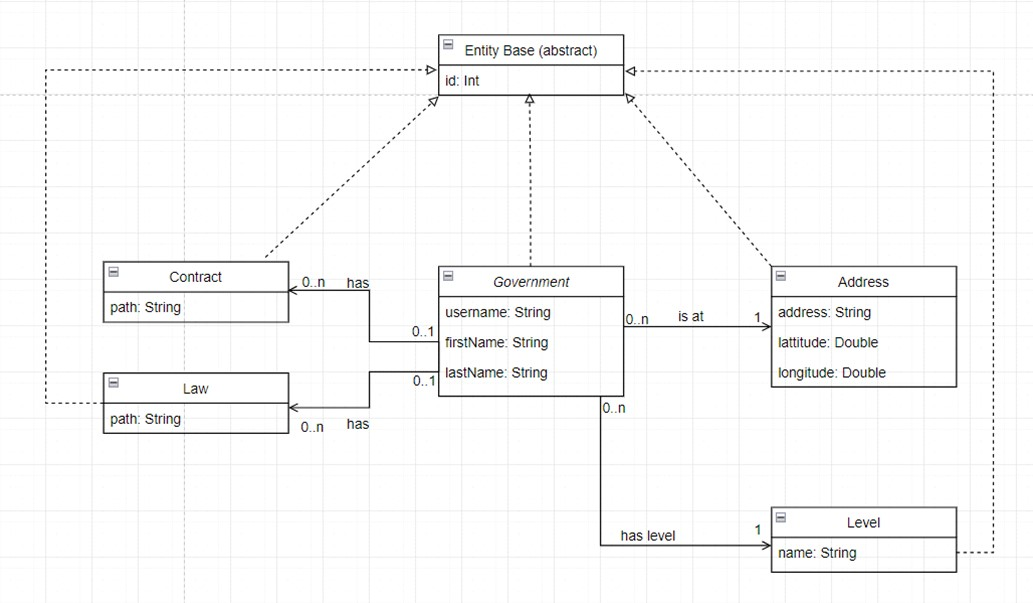 Entity Base (abstract)
id: Int
Contract
path: String
0..n
has
0..1
Government
username: String
firstName: String
lastName: String
0..n
is at
1
Address
address: String
lattitude: Double
longitude: Double
Law
path: String
0..1
0..n
has
0..n
has level
1
Level
name: String